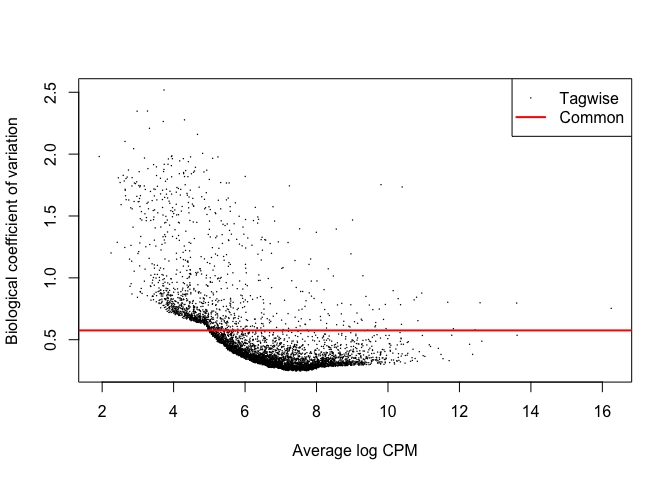 Tagwise
Common
Biological coefficient of variation
2.5
2.0
1.5
1.0
0.5
2 4 6 8 10 12 14 16
Average log CPM